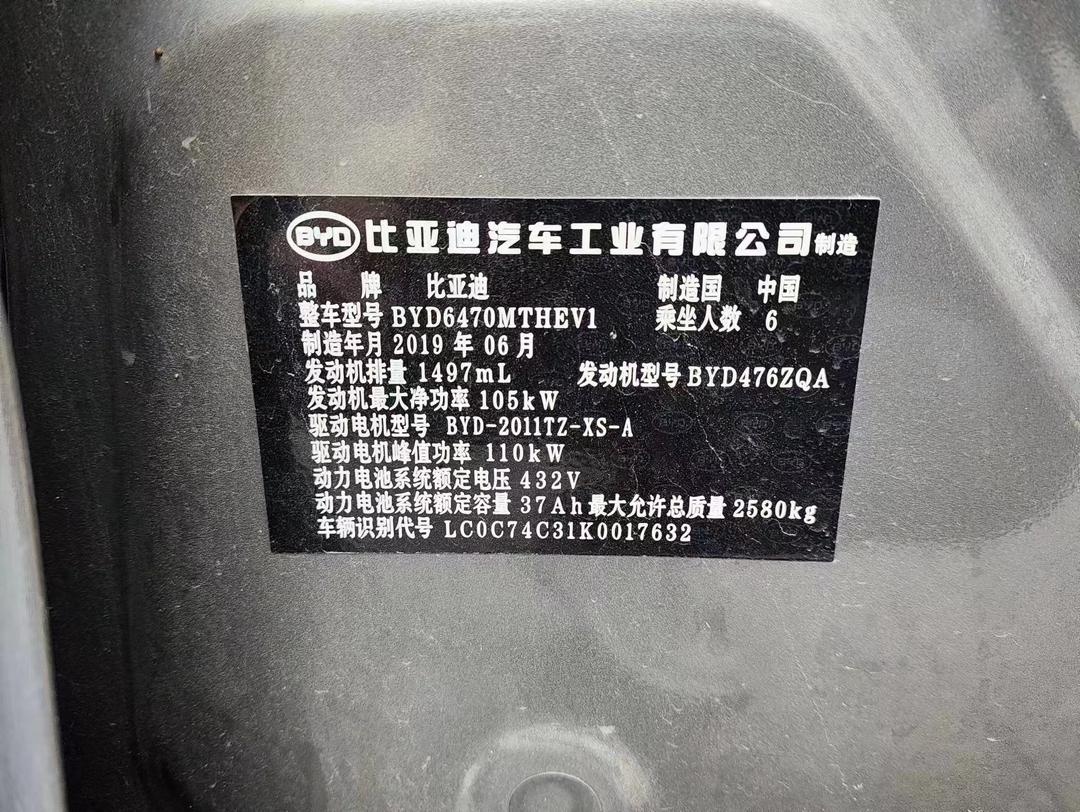 BYD 比亚迪汽车工业有限公司制造
品 牌 比亚迪 制造国 中国
整车型号 BYD6470MTHEV1 乘坐人数 6
制造年月 2019 年 06 月
发动机排量 1497mL 发动机型号 BYD476ZQA
发动机最大净功率 105kW
驱动电机型号 BYD-2011TZ-XS-A
驱动电机峰值功率 110kW
动力电池系统额定电压 432V
动力电池系统额定容量 37Ah 最大允许总质量 2580kg
车辆识别代号 LC0C74C31K0017632